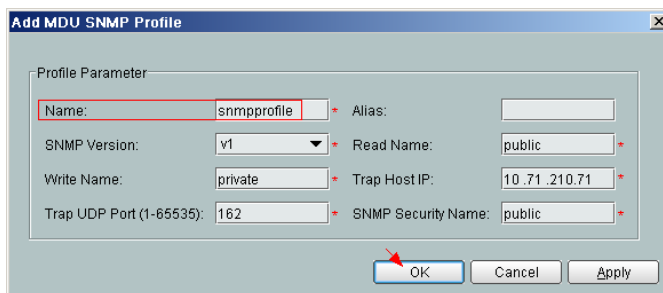 Add MDU SNMP Profile
Profile Parameter
Name: snmpprofile * Alias:
SNMP Version: v1 * Read Name: public *
Write Name: private * Trap Host IP: 10 .71 .210.71 *
Trap UDP Port (1-65535): 162 * SNMP Security Name: public *
OK Cancel Apply